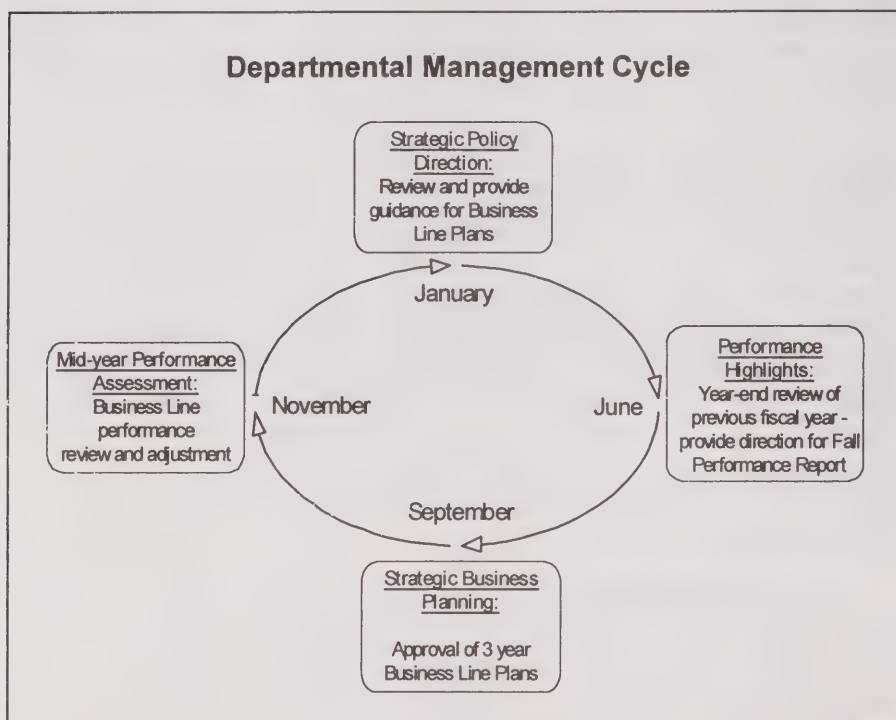 Departmental Management Cycle
Strategic Policy
Direction:
Review and provide
guidance for Business
Line Plans
January
Mid-year Performance
Assessment:
Business Line
performance
review and adjustment
November
June
Performance
Highlights:
Year-end review of
previous fiscal year -
provide direction for Fall
Performance Report
September
Strategic Business
Planning:
Approval of 3 year
Business Line Plans